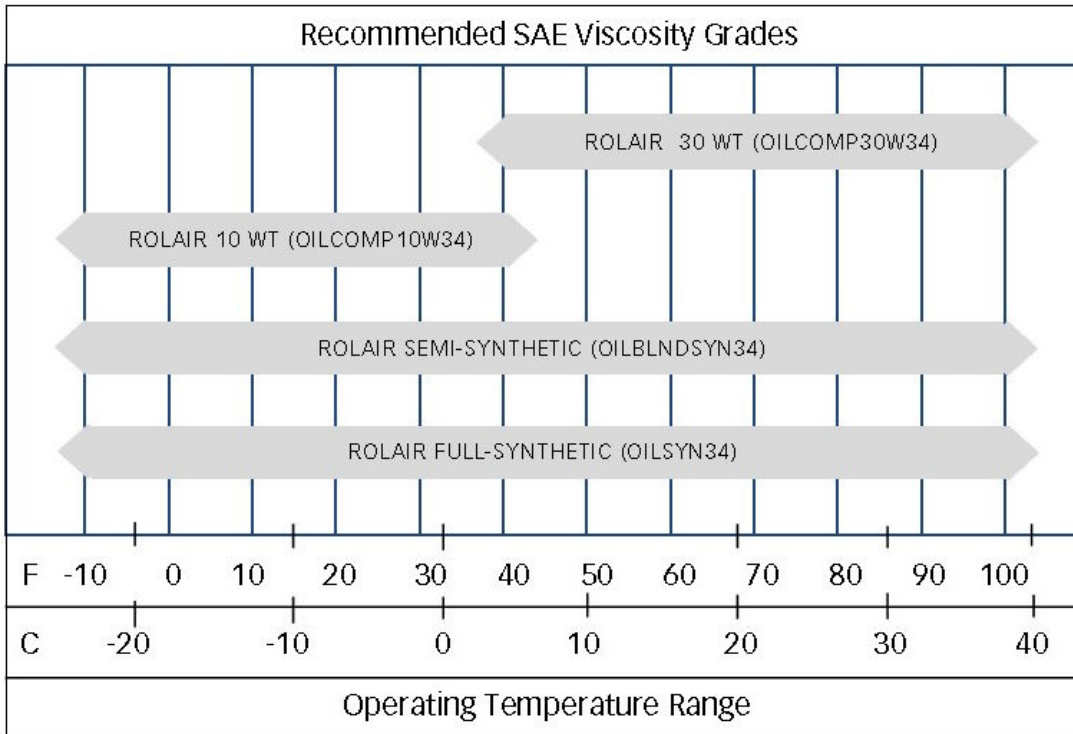 Recommended SAE Viscosity Grades
ROLAIR  30 WT (OILCOMP30W34)
ROLAIR 10 WT (OILCOMP10W34)
ROLAIR SEMI-SYNTHETIC (OILBLNDSYN34)
ROLAIR FULL-SYNTHETIC (OILSYN34)
F -10 0 10 20 30 40 50 60 70 80 90 100
C -20 -10 0 10 20 30 40
Operating Temperature Range